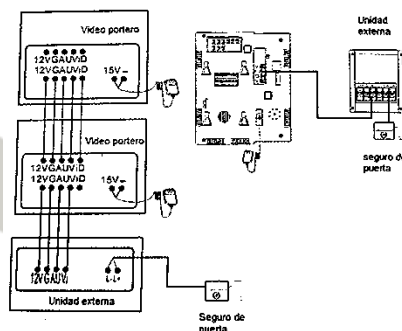 Video portero
12VGAUViD
12VGAUViD
15V
Video portero
12VGAUViD
12VGAUViD
15V
12VGAUVi
L-L+
Unidad externa
Seguro de
puerta
Unidad
externa
seguro de
puerta